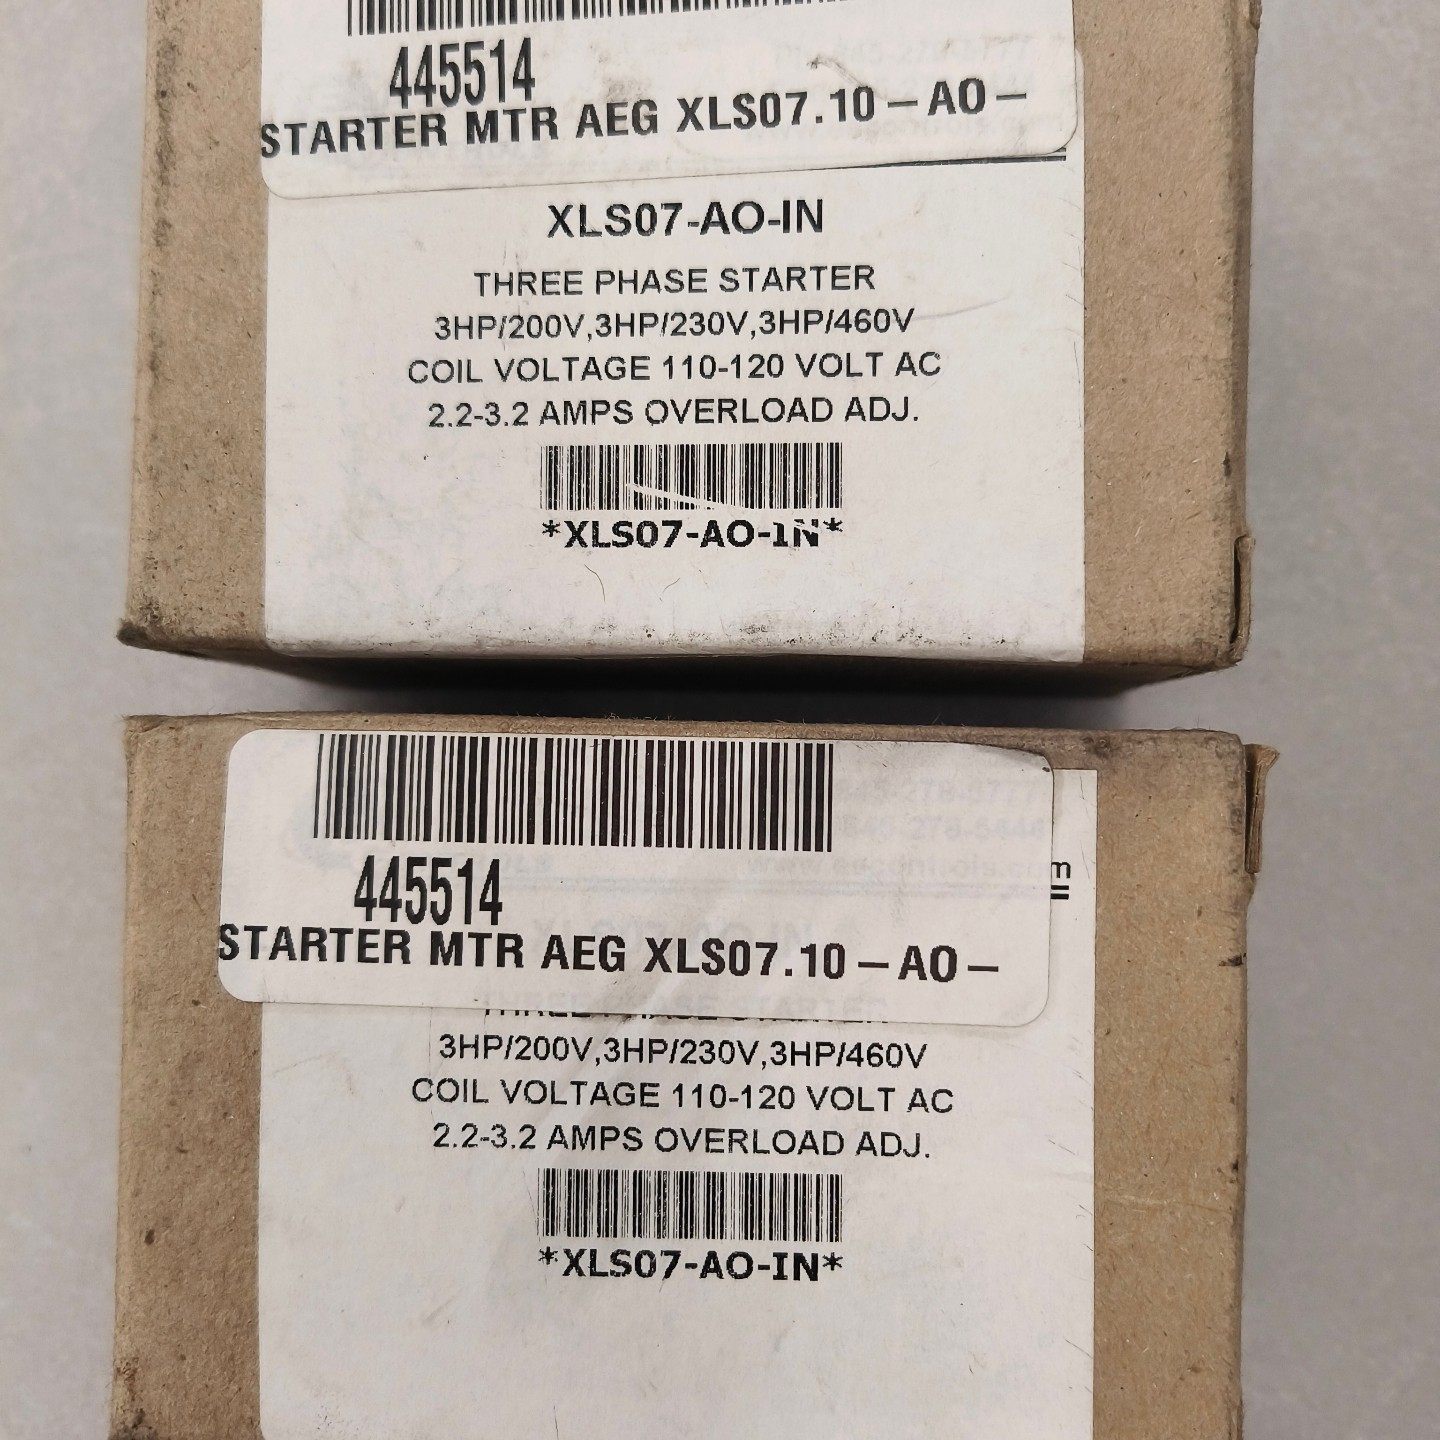 445514
STARTER MTR AEG XLS07.10 – AO –
XLS07-AO-IN
THREE PHASE STARTER
3HP/200V,3HP/230V,3HP/460V
COIL VOLTAGE 110-120 VOLT AC
2.2-3.2 AMPS OVERLOAD ADJ.
*XLS07-AO-IN*
445514
STARTER MTR AEG XLS07.10 – AO –
THREE PHASE STARTER
3HP/200V,3HP/230V,3HP/460V
COIL VOLTAGE 110-120 VOLT AC
2.2-3.2 AMPS OVERLOAD ADJ.
*XLS07-AO-IN*